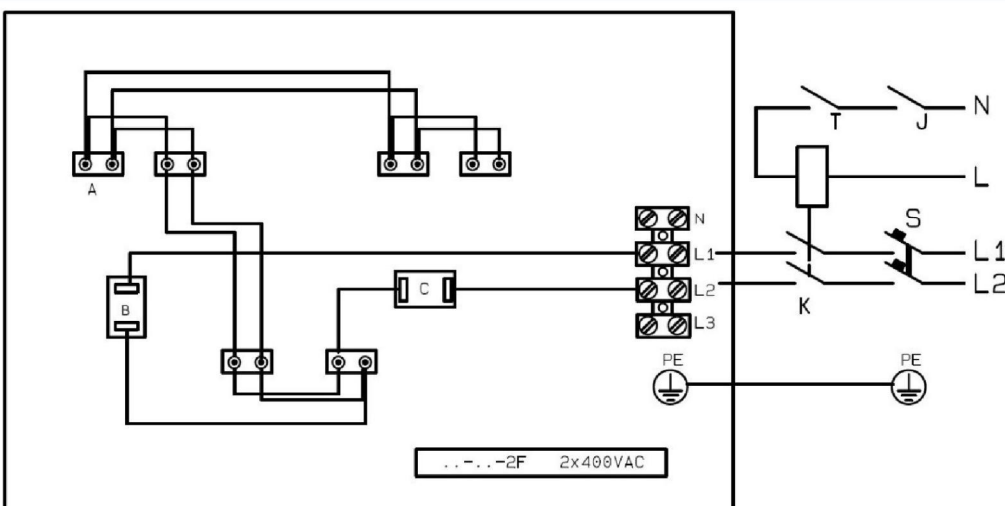 N
T J
L
A
S
N
L1 L1
C L2 L2
B K
L3
PE PE
..-..-2F 2x400VAC